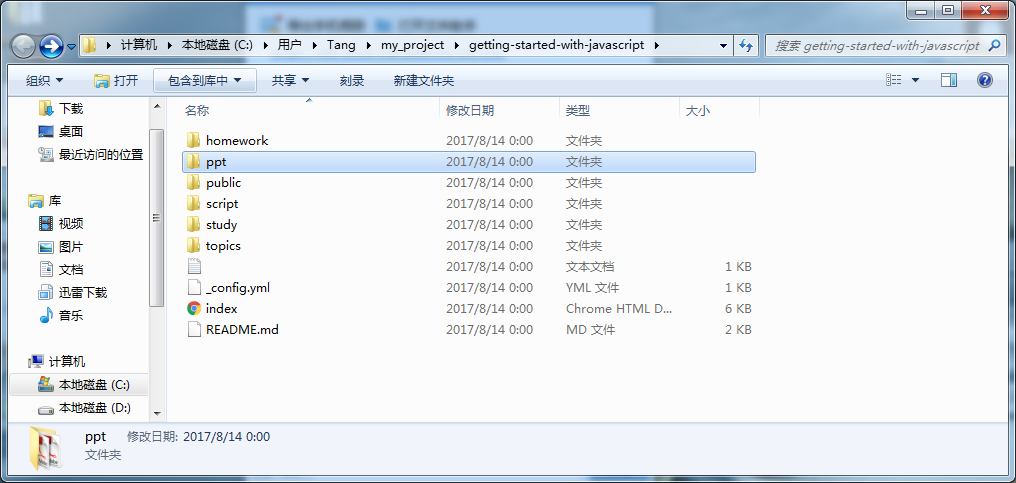 计算机 ▸ 本地磁盘 (C:) ▸ 用户 ▸ Tang ▸ my_project ▸ getting-started-with-javascript ▸
搜索 getting-started-with-javascript
组织 打开 包含到库中 共享 刻录 新建文件夹
下载
桌面
最近访问的位置
库
视频
图片
文档
迅雷下载
音乐
计算机
本地磁盘 (C:)
本地磁盘 (D:)
名称 修改日期 类型 大小
homework 2017/8/14 0:00 文件夹
ppt 2017/8/14 0:00 文件夹
public 2017/8/14 0:00 文件夹
script 2017/8/14 0:00 文件夹
study 2017/8/14 0:00 文件夹
topics 2017/8/14 0:00 文件夹
2017/8/14 0:00 文本文档 1 KB
_config.yml 2017/8/14 0:00 YML 文件 1 KB
index 2017/8/14 0:00 Chrome HTML D... 6 KB
README.md 2017/8/14 0:00 MD 文件 2 KB
ppt 修改日期: 2017/8/14 0:00
文件夹